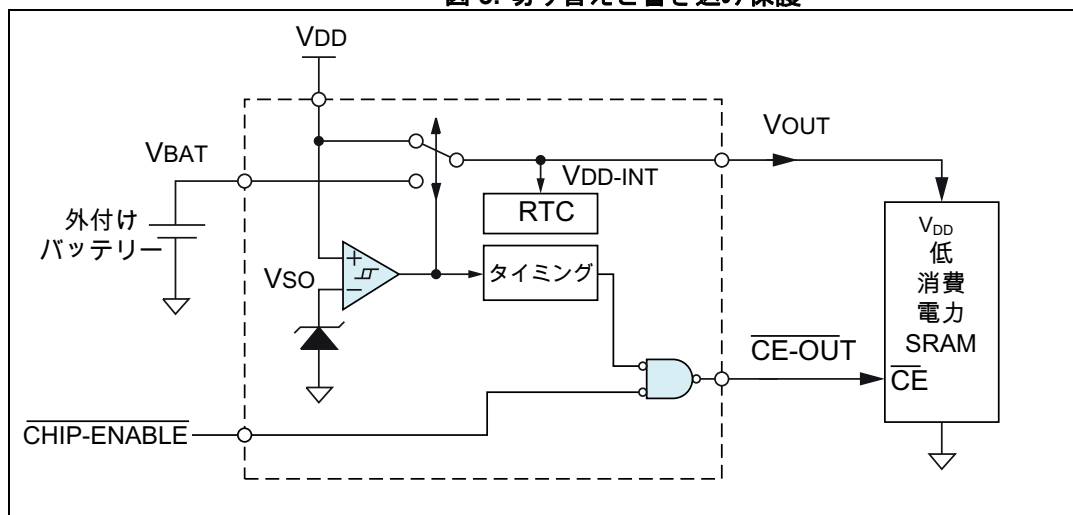 VDD
VBAT
外付け
バッテリー
VSO
VDD-INT
RTC
タイミング
VOUT
VDD
低
消費
電力
SRAM
CE
CE-OUT
CHIP-ENABLE